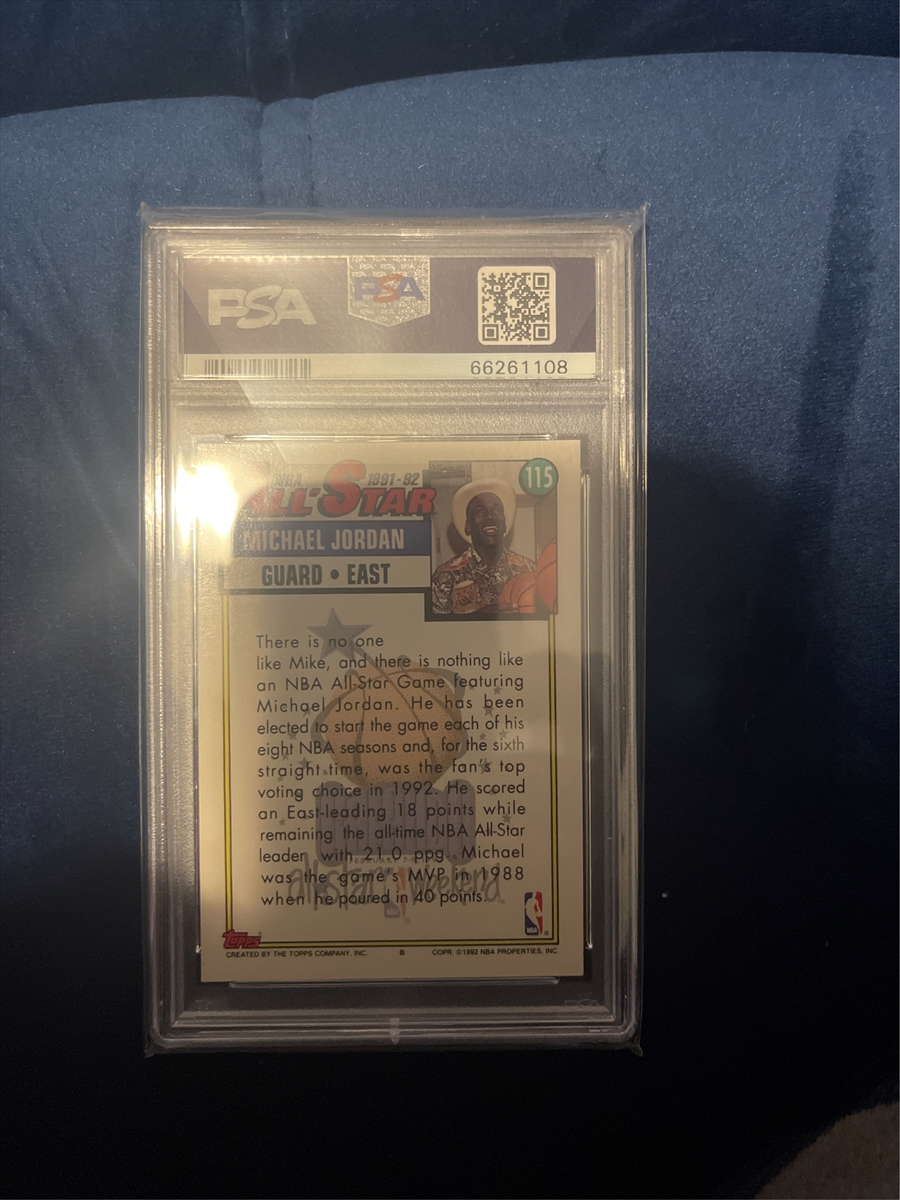 PSA
PSA
66261108
NBA 1991-92
ALL-STAR
115
MICHAEL JORDAN
GUARD • EAST
There is no one
like Mike, and there is nothing like
an NBA All-Star Game featuring
Michael Jordan. He has been
elected to start the game each of his
eight NBA seasons and, for the sixth
straight time, was the fan's top
voting choice in 1992. He scored
an East-leading 18 points while
remaining the all-time NBA All-Star
leader with 21.0 ppg. Michael
was the game's MVP in 1988
when he poured in 40 points.
all-star weekend
NBA
TOPPS
CREATED BY THE TOPPS COMPANY, INC. B COPR. ©1992 NBA PROPERTIES, INC.